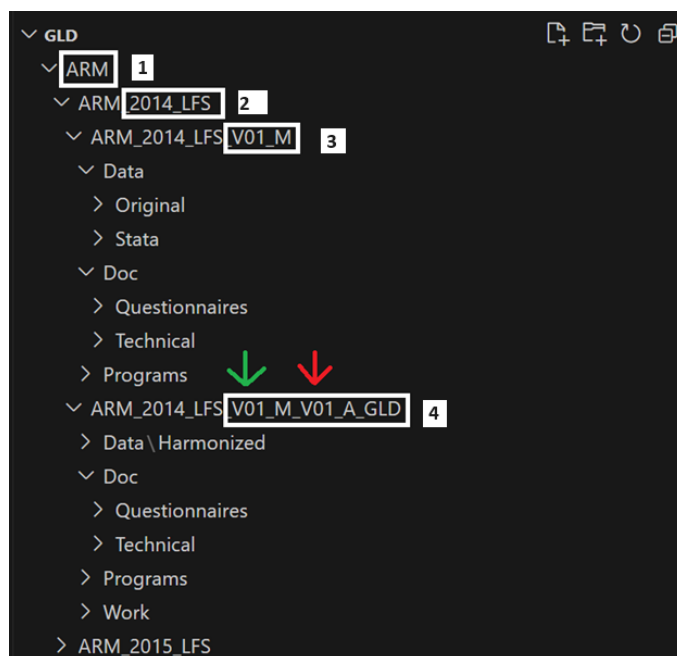 GLD
ARM 1
ARM_2014_LFS 2
ARM_2014_LFS_V01_M 3
Data
Original
Stata
Doc
Questionnaires
Technical
Programs
ARM_2014_LFS_V01_M_V01_A_GLD 4
Data\Harmonized
Doc
Questionnaires
Technical
Programs
Work
ARM_2015_LFS